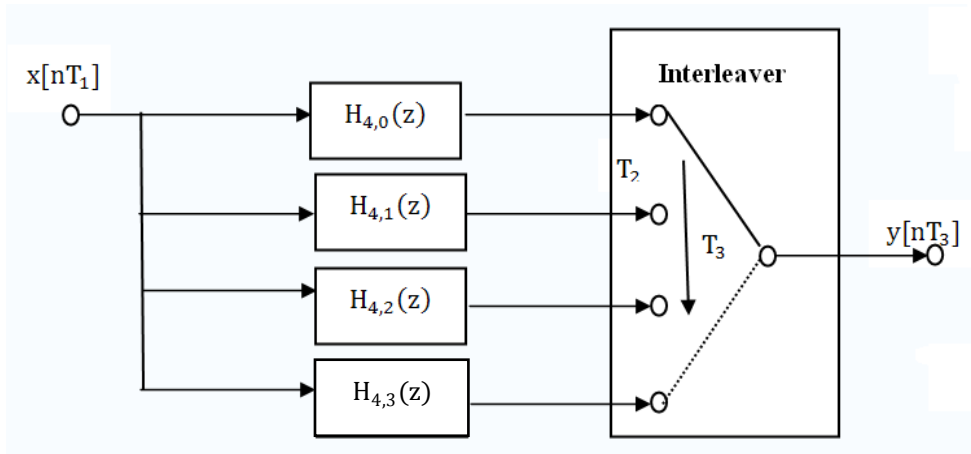 x[nT₁]
H₄,₀(z)
H₄,₁(z)
H₄,₂(z)
H₄,₃(z)
Interleaver
T₂
T₃
y[nT₃]